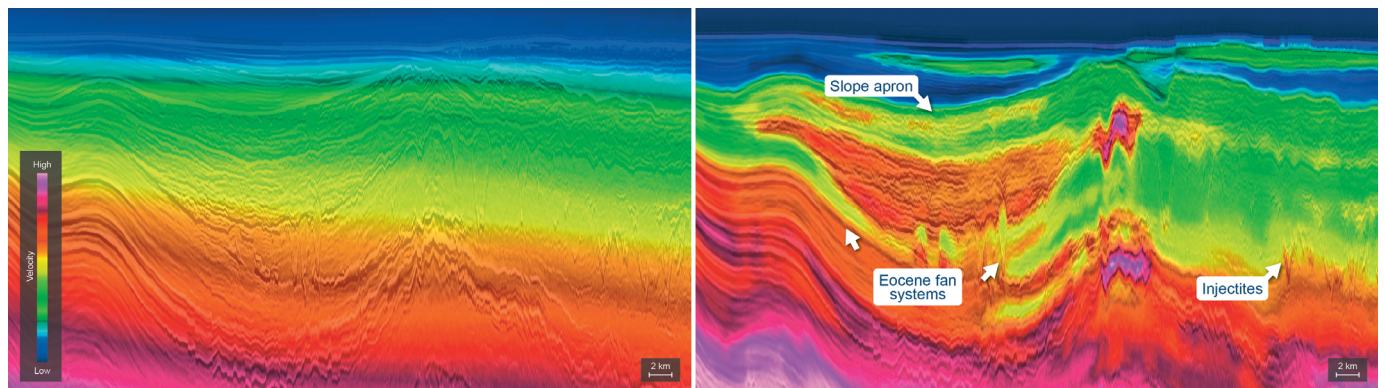 High
Velocity
Low
2 km
Slope apron
Eocene fan
systems
Injectites
2 km